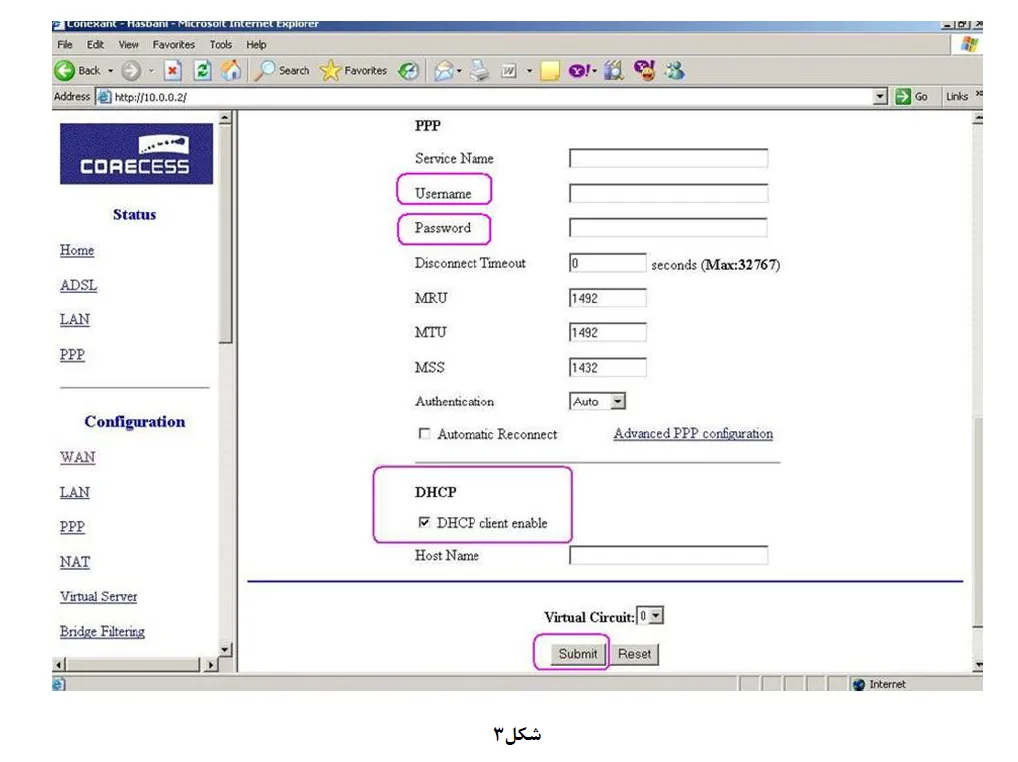 Conexant - Hasbani - Microsoft Internet Explorer
File Edit View Favorites Tools Help
Back Search Favorites
Address http://10.0.0.2/ Go Links
CORECESS
Status
Home
ADSL
LAN
PPP
Configuration
WAN
LAN
PPP
NAT
Virtual Server
Bridge Filtering
PPP
Service Name
Username
Password
Disconnect Timeout 0 seconds (Max:32767)
MRU 1492
MTU 1492
MSS 1432
Authentication Auto
Automatic Reconnect Advanced PPP configuration
DHCP
DHCP client enable
Host Name
Virtual Circuit: 0
Submit Reset
Internet
شکل۳